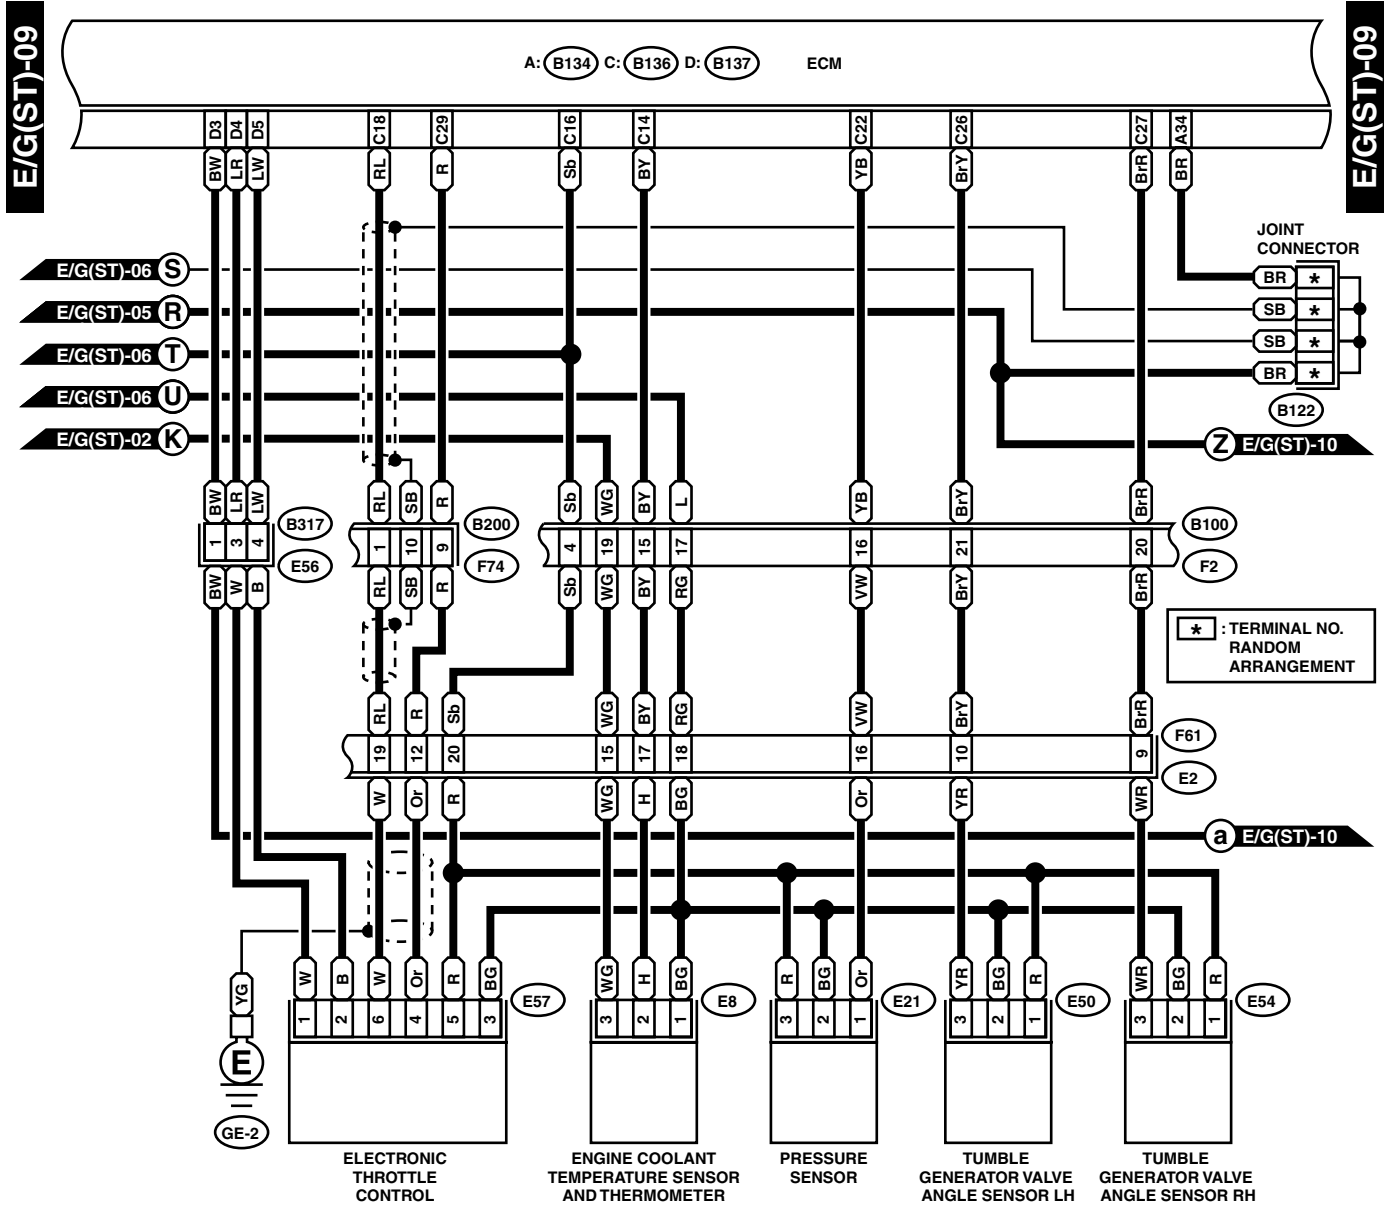 E/G(ST)-09
E/G(ST)-09
A: B134 C: B136 D: B137 ECM
D3 D4 D5 C18 C29 C16 C14 C22 C26 C27 A34
BW LR LW RL R Sb BY YB BrY BrR BR
JOINT
CONNECTOR
E/G(ST)-06 S
BR *
E/G(ST)-05 R
SB *
E/G(ST)-06 T
SB *
BR *
E/G(ST)-06 U
B122
E/G(ST)-02 K
Z E/G(ST)-10
BW LR LW RL SB R Sb WG BY L YB BrY BrR
B317 B200 B100
1 3 4 1 10 9 4 19 15 17 16 21 20
E56 F74 F2
BW W B RL SB R Sb WG BY RG VW BrY BrR
* : TERMINAL NO.
RANDOM
ARRANGEMENT
RL R Sb WG BY RG VW BrY BrR
F61
19 12 20 15 17 18 16 10 9
E2
W Or R WG H BG Or YR WR
a E/G(ST)-10
W B W Or R BG WG H BG R BG Or YR BG R WR BG R
YG
E57 E8 E21 E50 E54
1 2 6 4 5 3 3 2 1 3 2 1 3 2 1 3 2 1
E
GE-2
ELECTRONIC
THROTTLE
CONTROL
ENGINE COOLANT
TEMPERATURE SENSOR
AND THERMOMETER
PRESSURE
SENSOR
TUMBLE
GENERATOR VALVE
ANGLE SENSOR LH
TUMBLE
GENERATOR VALVE
ANGLE SENSOR RH